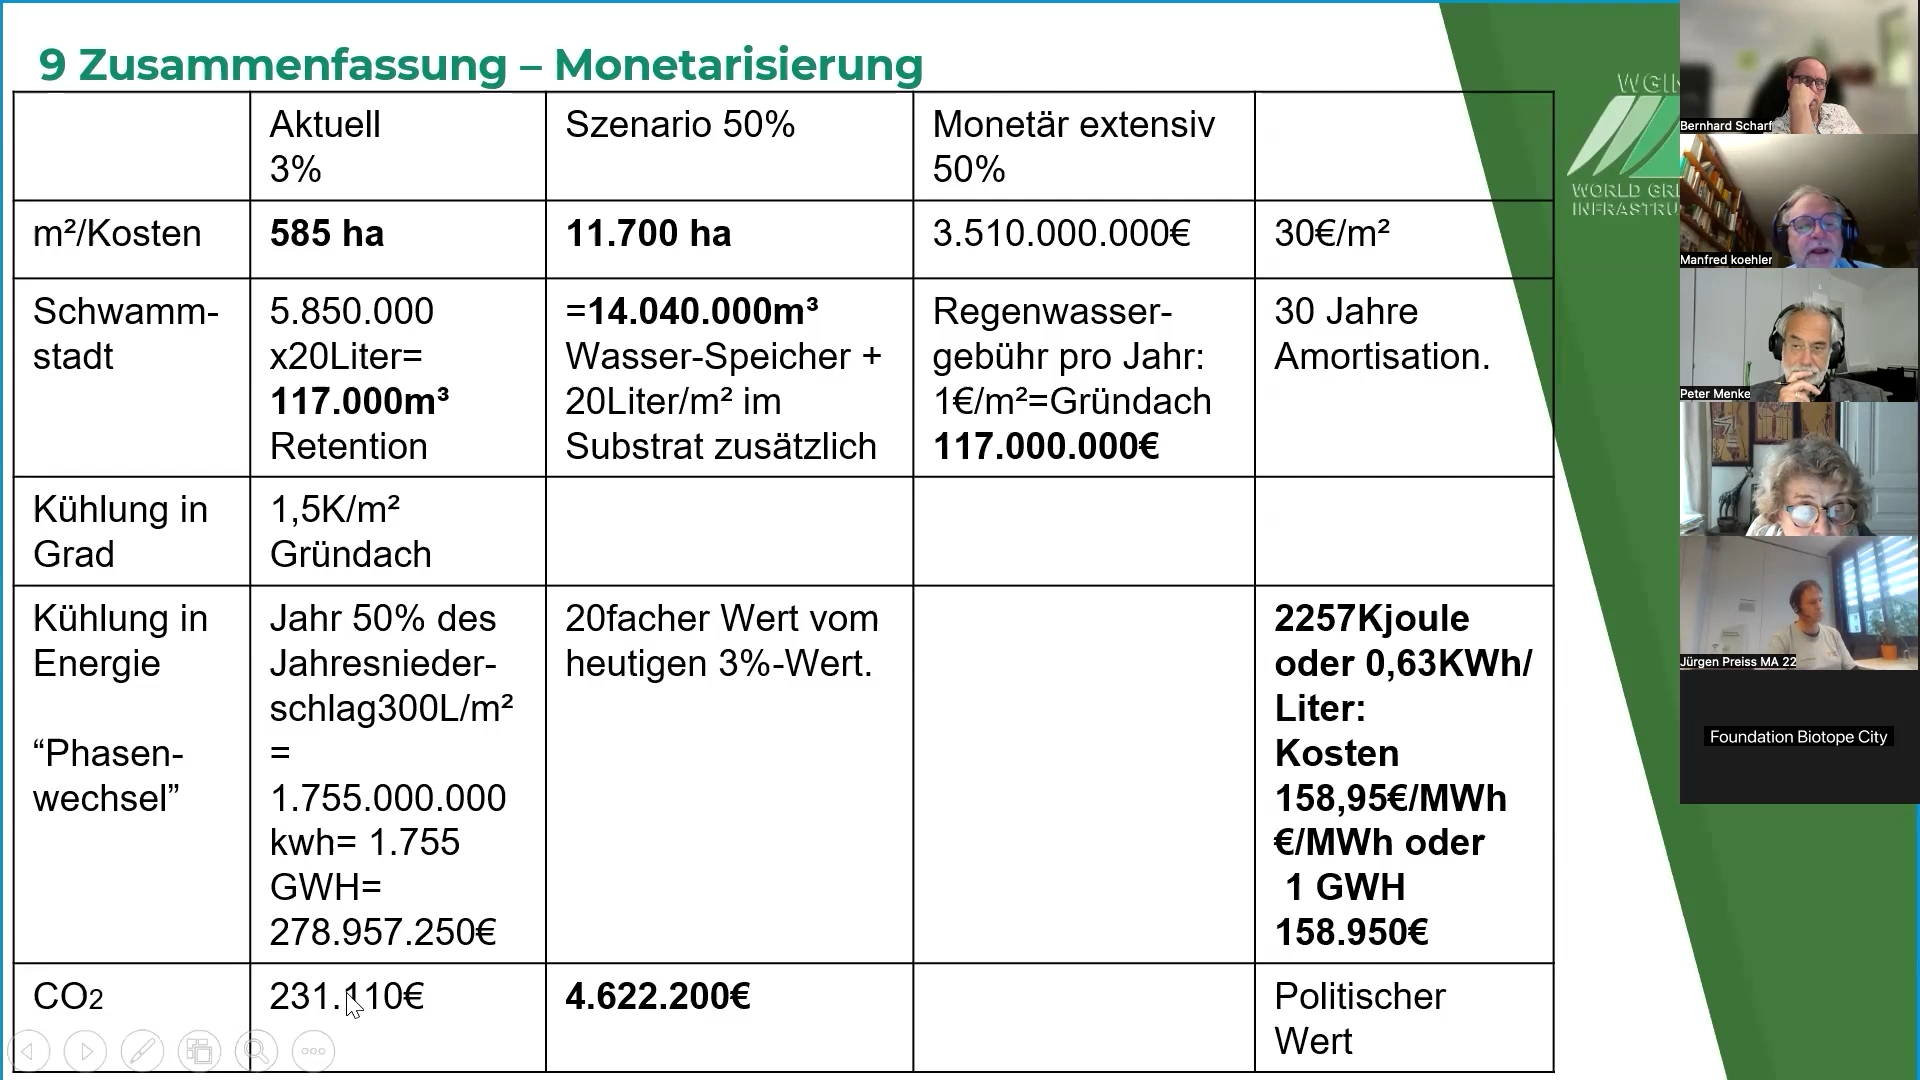 9 Zusammenfassung – Monetarisierung
Aktuell
3%
Szenario 50%
Monetär extensiv
50%
m²/Kosten
585 ha
11.700 ha
3.510.000.000€
30€/m²
Schwamm-
stadt
5.850.000
x20Liter=
117.000m³
Retention
=14.040.000m³
Wasser-Speicher +
20Liter/m² im
Substrat zusätzlich
Regenwasser-
gebühr pro Jahr:
1€/m²=Gründach
117.000.000€
30 Jahre
Amortisation.
Kühlung in
Grad
1,5K/m²
Gründach
Kühlung in
Energie
“Phasen-
wechsel”
Jahr 50% des
Jahresnieder-
schlag300L/m²
=
1.755.000.000
kwh= 1.755
GWH=
278.957.250€
20facher Wert vom
heutigen 3%-Wert.
2257Kjoule
oder 0,63KWh/
Liter:
Kosten
158,95€/MWh
€/MWh oder
1 GWH
158.950€
CO2
231.110€
4.622.200€
Politischer
Wert
WGIN
WORLD GRE
INFRASTRU
Bernhard Scharf
Manfred koehler
Peter Menke
Jürgen Preiss MA 22
Foundation Biotope City